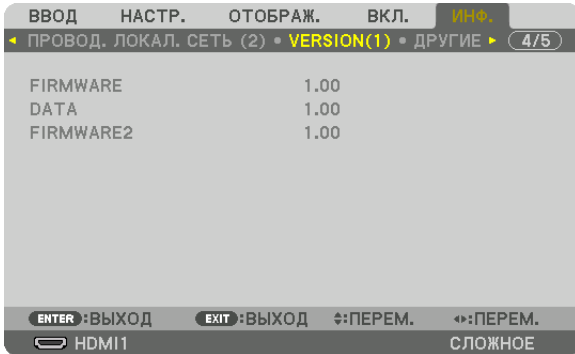 ВВОД НАСТР. ОТОБРАЖ. ВКЛ. ИНФ.
◄ ПРОВОД. ЛОКАЛ. СЕТЬ (2) • VERSION(1) • ДРУГИЕ ► 4/5
FIRMWARE 1.00
DATA 1.00
FIRMWARE2 1.00
ENTER :ВЫХОД EXIT :ВЫХОД :ПЕРЕМ. :ПЕРЕМ.
HDMI1 СЛОЖНОЕ